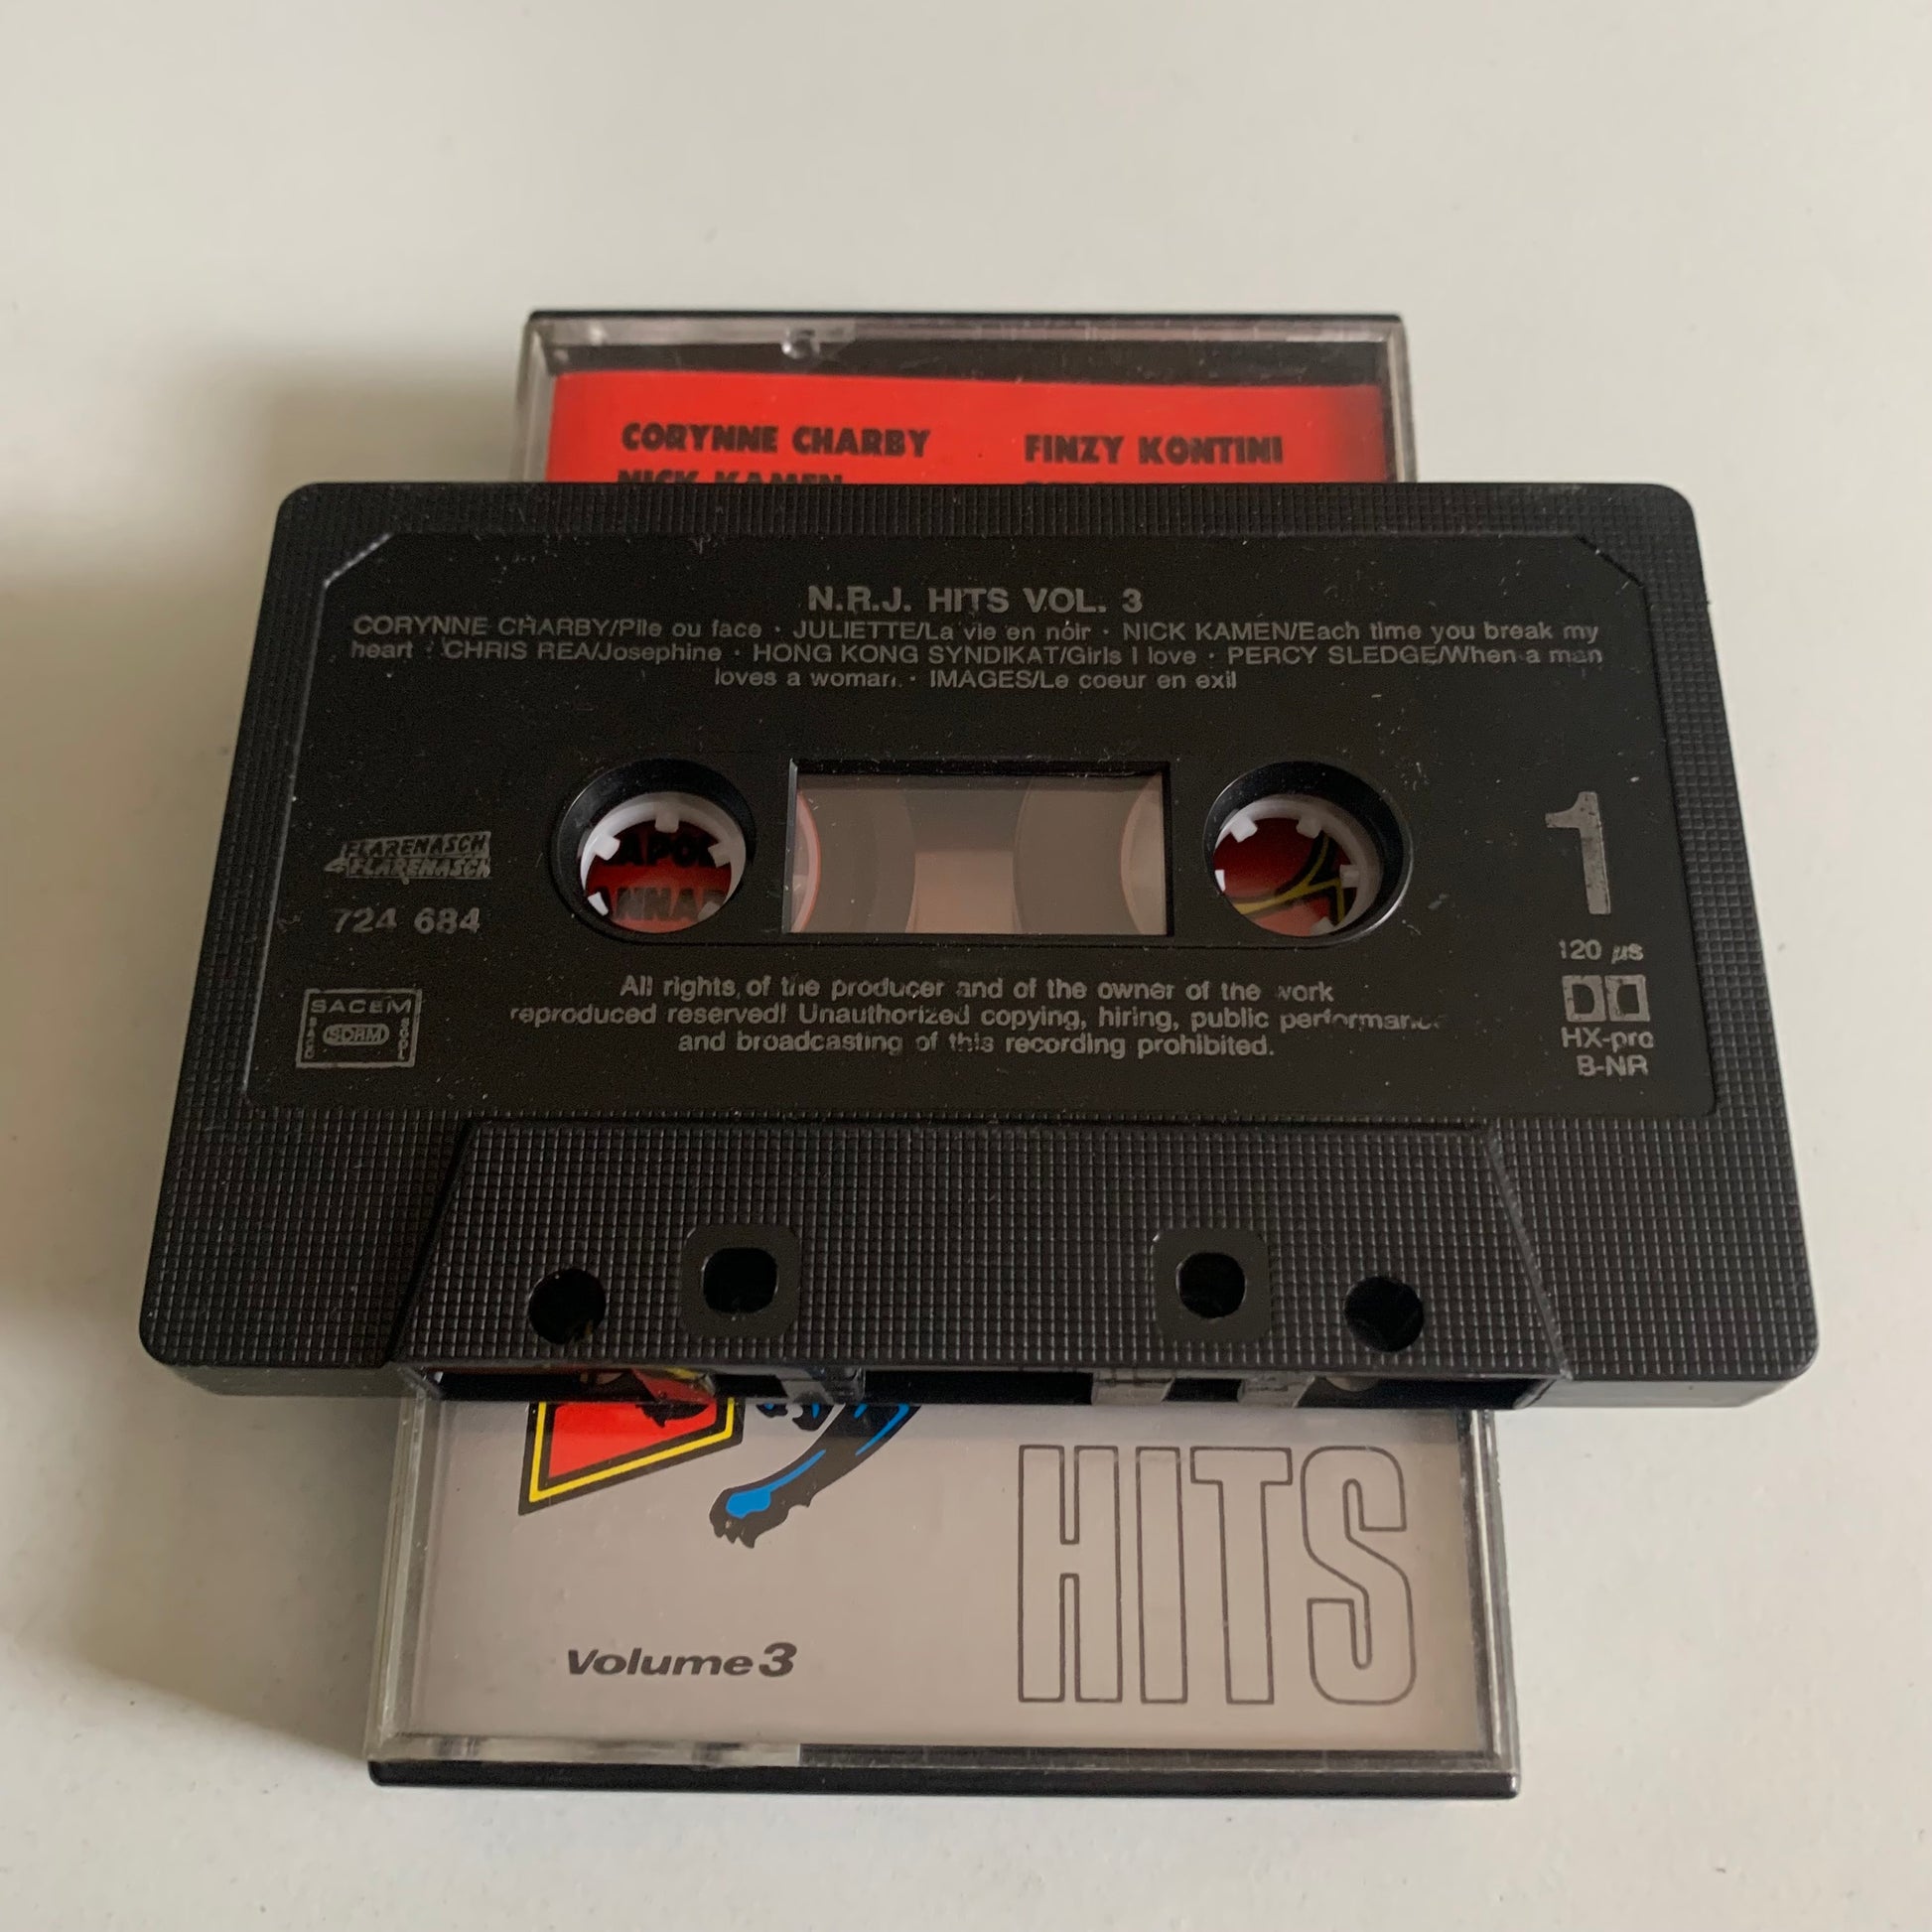 CORYNNE CHARBY
FINZY KONTINI
NICK KAMEN
N.R.J. HITS VOL. 3
CORYNNE CHARBY/Pile ou face · JULIETTE/La vie en noir · NICK KAMEN/Each time you break my
heart · CHRIS REA/Josephine · HONG KONG SYNDIKAT/Girls I love · PERCY SLEDGE/When a man
loves a woman · IMAGES/Le coeur en exil
FLARENASCH
FLARENASCH
724 684
1
120 µs
HX-pro
B-NR
SACEM
SDRM
All rights of the producer and of the owner of the work
reproduced reserved! Unauthorized copying, hiring, public performance
and broadcasting of this recording prohibited.
HITS
Volume 3